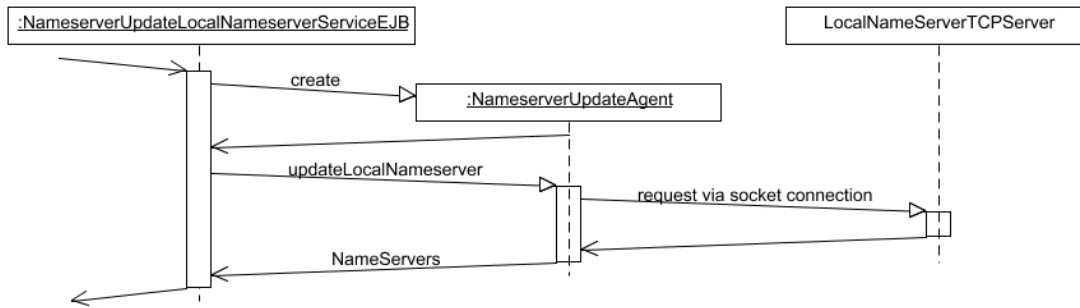 :NameserverUpdateLocalNameserverServiceEJB
LocalNameServerTCPServer
create
:NameserverUpdateAgent
updateLocalNameserver
request via socket connection
NameServers